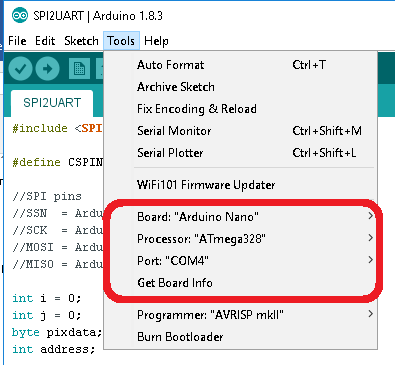 SPI2UART | Arduino 1.8.3
File Edit Sketch Tools Help
Auto Format Ctrl+T
Archive Sketch
Fix Encoding & Reload
Serial Monitor Ctrl+Shift+M
Serial Plotter Ctrl+Shift+L
WiFi101 Firmware Updater
Board: "Arduino Nano"
Processor: "ATmega328"
Port: "COM4"
Get Board Info
Programmer: "AVRISP mkII"
Burn Bootloader
SPI2UART
#include <SPI
#define CSPIN
//SPI pins
//SSN = Ardu
//SCK = Ardu
//MOSI = Ardu
//MISO = Ardu
int i = 0;
int j = 0;
byte pixdata;
int address;